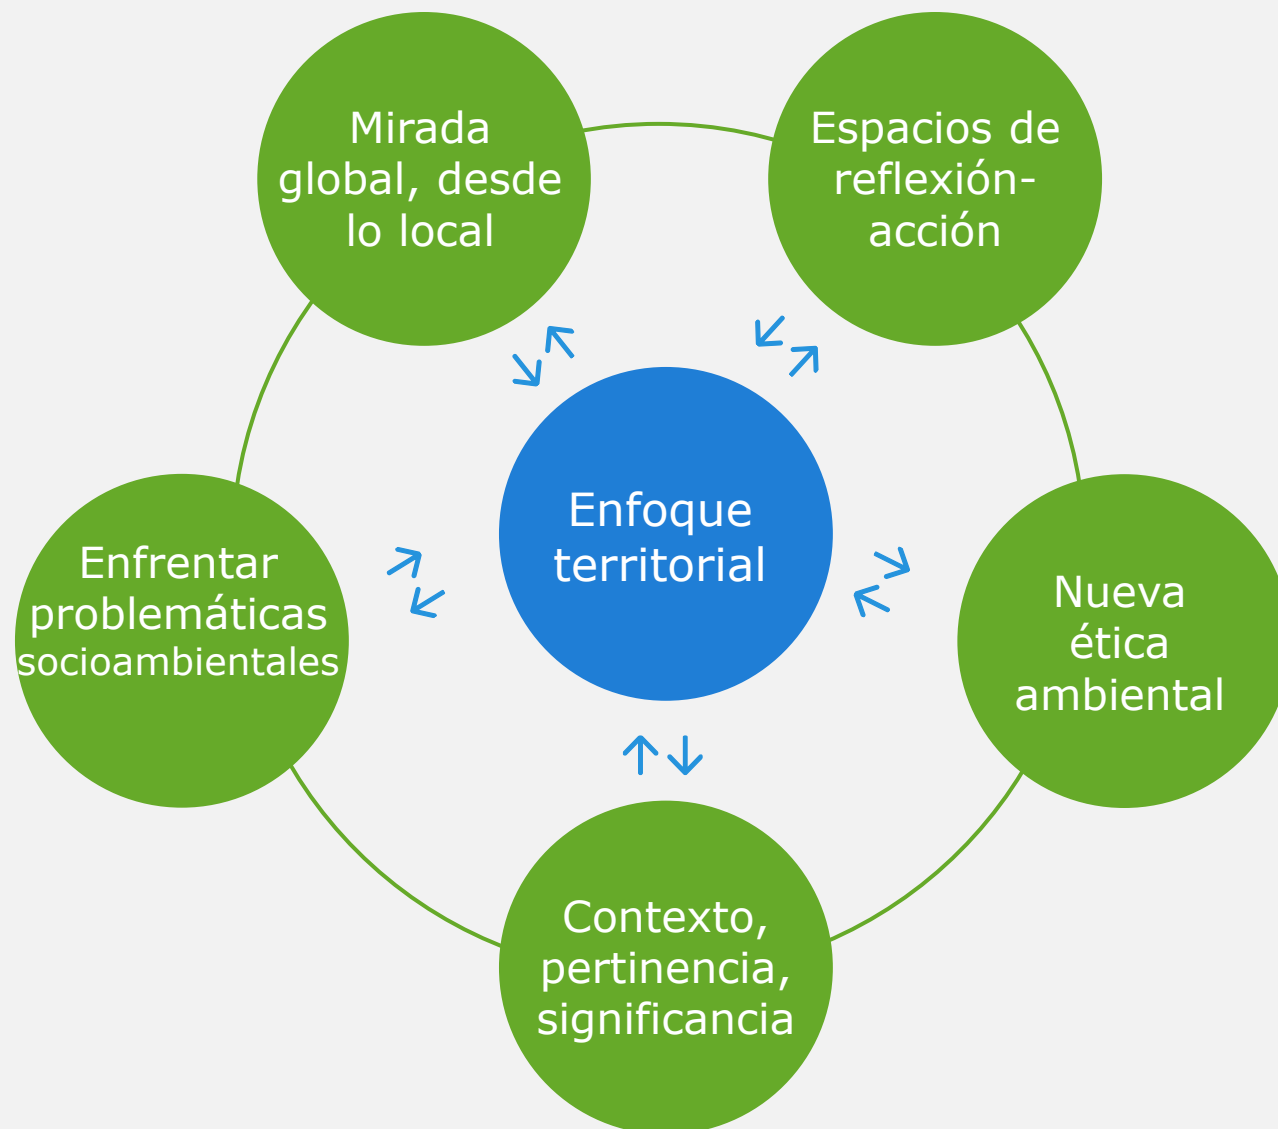 Mirada
global, desde
lo local
Espacios de
reflexión-
acción
Enfoque
territorial
Enfrentar
problemáticas
socioambientales
Nueva
ética
ambiental
Contexto,
pertinencia,
significancia